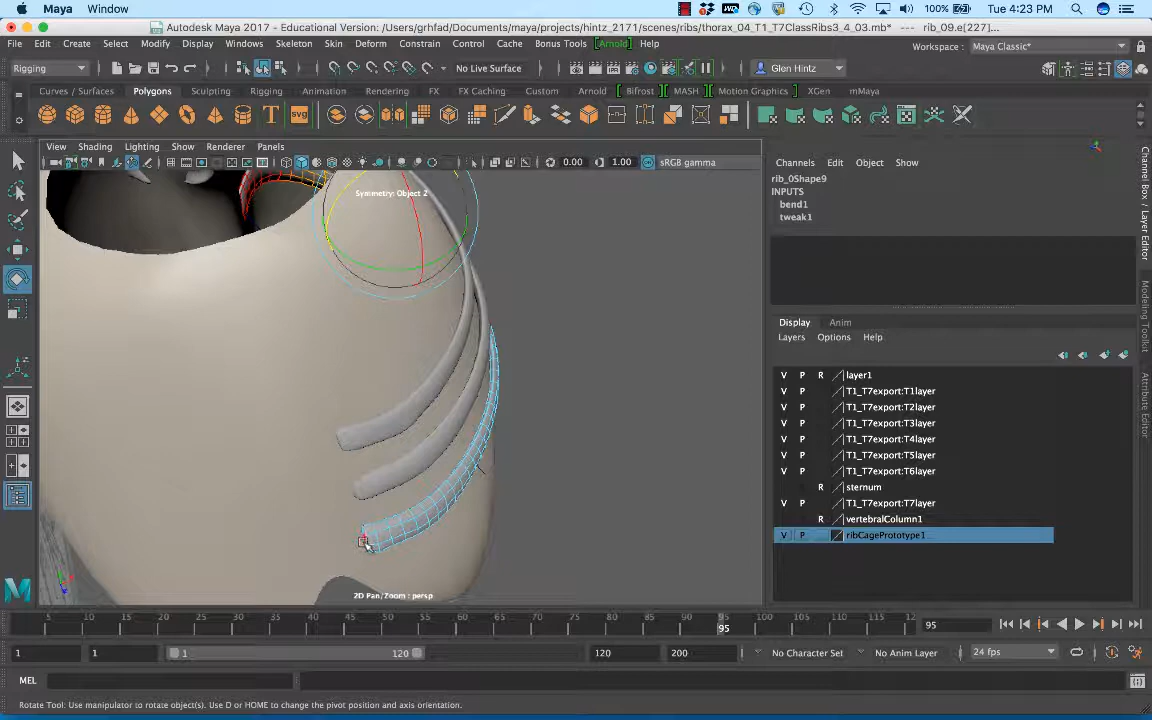 Maya Window 100% Tue 4:23 PM
Autodesk Maya 2017 - Educational Version: /Users/grhfad/Documents/maya/projects/hintz_2171/scenes/ribs/thorax_04_T1_T7ClassRibs3_4_03.mb* --- rib_09.e[227]...
File Edit Create Select Modify Display Windows Skeleton Skin Deform Constrain Control Cache Bonus Tools [Arnold] Help Workspace : Maya Classic*
Rigging No Live Surface Glen Hintz
Curves / Surfaces Polygons Sculpting Rigging Animation Rendering FX FX Caching Custom Arnold Bifrost MASH Motion Graphics XGen mMaya
View Shading Lighting Show Renderer Panels
0.00 1.00 sRGB gamma
Symmetry: Object Z
2D Pan/Zoom : persp
Channels Edit Object Show
rib_0Shape9
INPUTS
bend1
tweak1
Display Anim
Layers Options Help
V P R layer1
V P T1_T7export:T1layer
V P T1_T7export:T2layer
V P T1_T7export:T3layer
V P T1_T7export:T4layer
V P T1_T7export:T5layer
V P T1_T7export:T6layer
R sternum
V P T1_T7export:T7layer
R vertebralColumn1
V P ribCagePrototype1
Channel Box / Layer Editor
Modeling Toolkit
Attribute Editor
5 10 15 20 25 30 35 40 45 50 55 60 65 70 75 80 85 90 95 100 105 110 115 12
95 95
1 1 1 120 120 200 No Character Set No Anim Layer 24 fps
MEL
Rotate Tool: Use manipulator to rotate object(s). Use D or HOME to change the pivot position and axis orientation.